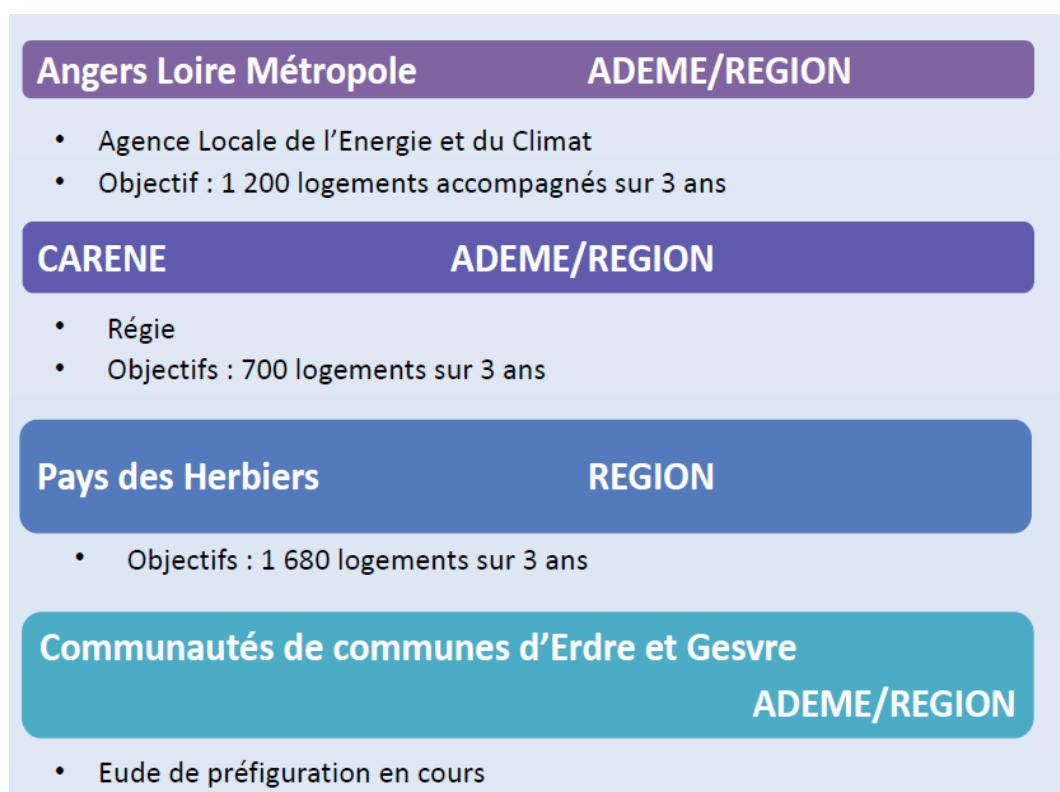 Angers Loire Métropole ADEME/REGION
• Agence Locale de l'Energie et du Climat
• Objectif : 1 200 logements accompagnés sur 3 ans
CARENE ADEME/REGION
• Régie
• Objectifs : 700 logements sur 3 ans
Pays des Herbiers REGION
• Objectifs : 1 680 logements sur 3 ans
Communautés de communes d'Erdre et Gesvre
ADEME/REGION
• Eude de préfiguration en cours